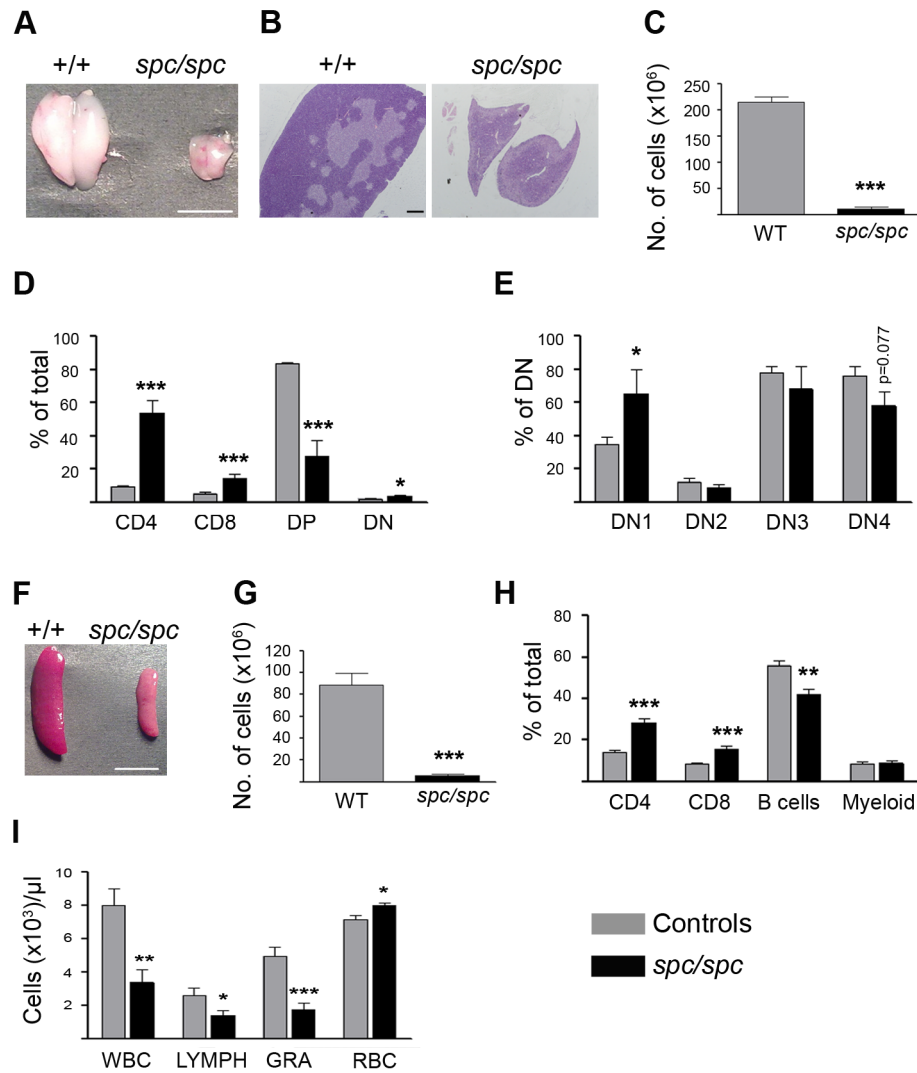 A
+/+ spc/spc
B
+/+ spc/spc
C
No. of cells (x10⁶)
250
200
150
100
50
***
WT spc/spc
D
% of total
100
80
60
40
20
***
***
***
*
CD4 CD8 DP DN
E
% of DN
100
80
60
40
20
*
p=0.077
DN1 DN2 DN3 DN4
F
+/+ spc/spc
G
No. of cells (x10⁶)
120
100
80
60
40
20
***
WT spc/spc
H
% of total
80
60
40
20
***
***
**
CD4 CD8 B cells Myeloid
I
Cells (x10³)/µl
10
8
6
4
2
**
*
***
*
WBC LYMPH GRA RBC
Controls
spc/spc